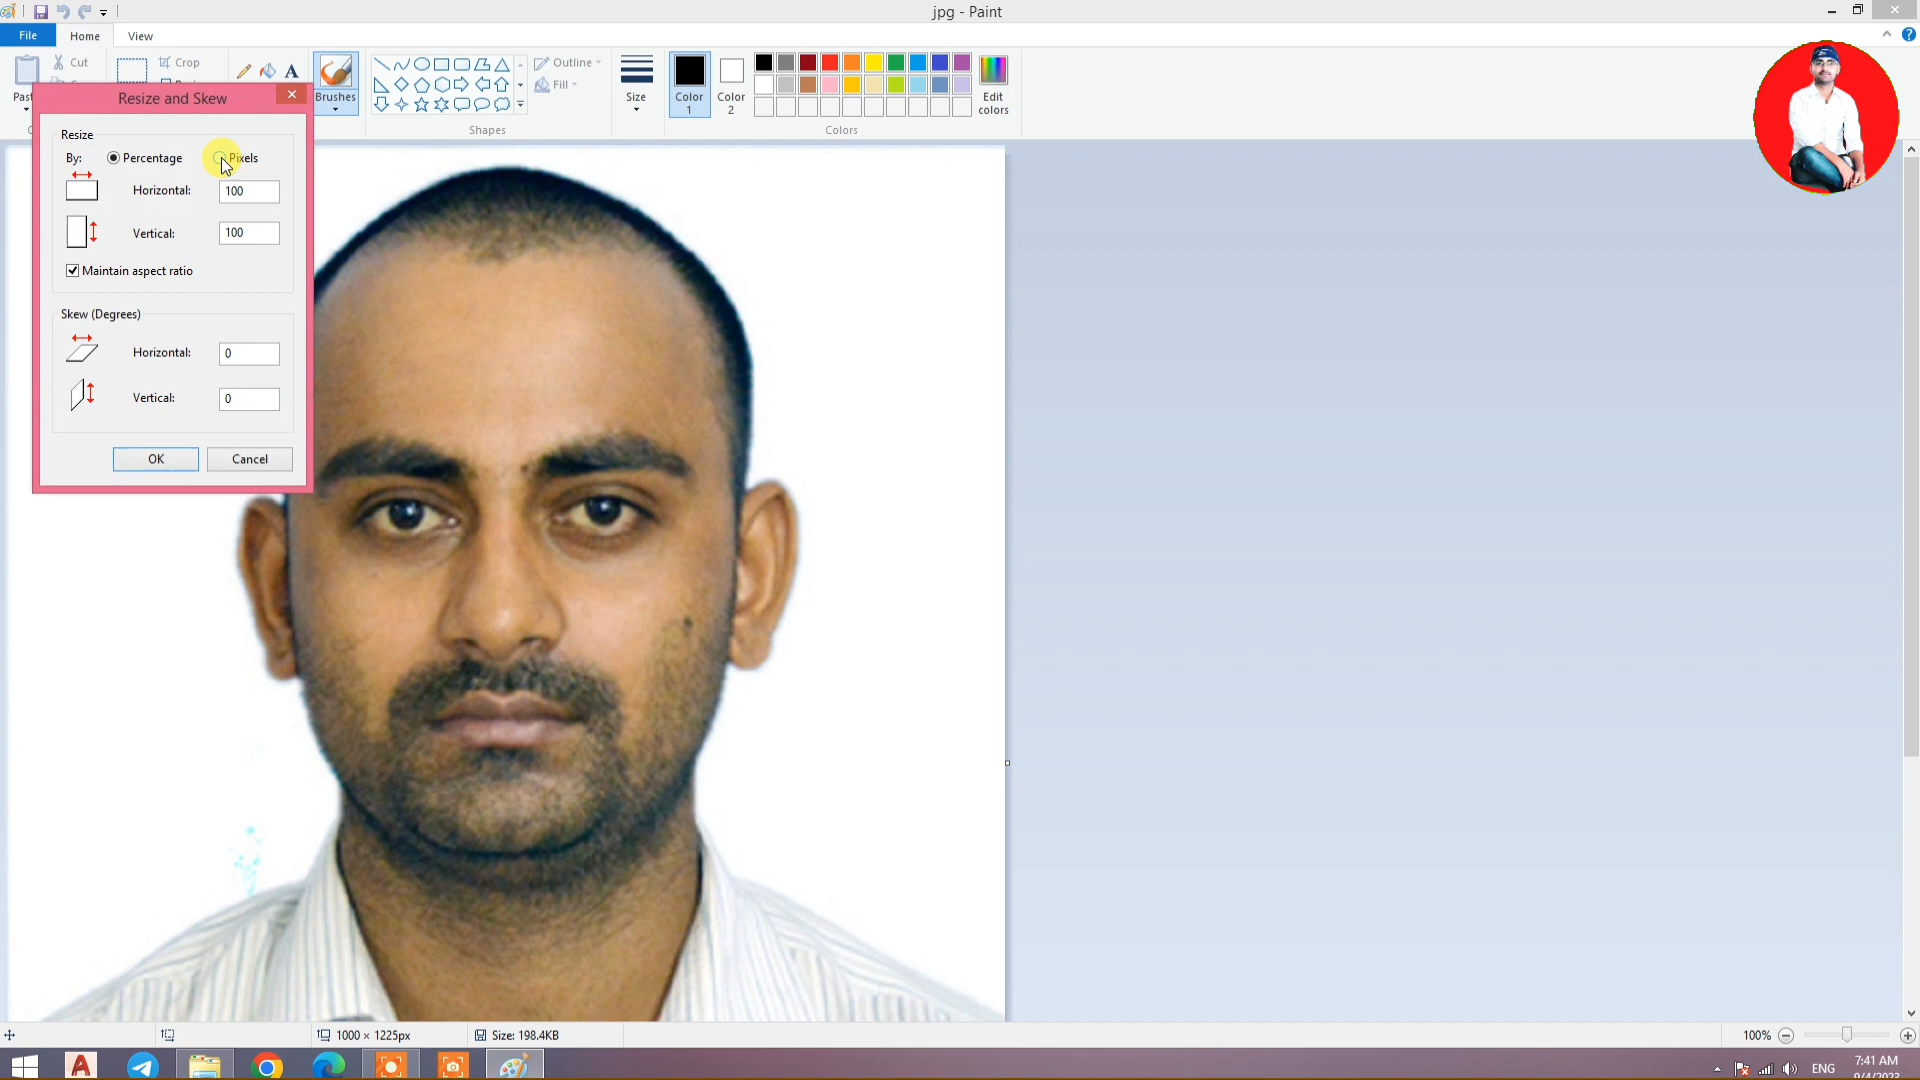 jpg - Paint
File Home View
Cut
Crop
Outline
Fill
Brushes
Size
Color 1
Color 2
Edit colors
Shapes
Colors
Resize and Skew
Resize
By: Percentage Pixels
Horizontal: 100
Vertical: 100
Maintain aspect ratio
Skew (Degrees)
Horizontal: 0
Vertical: 0
OK Cancel
1000 × 1225px
Size: 198.4KB
100%
ENG
7:41 AM